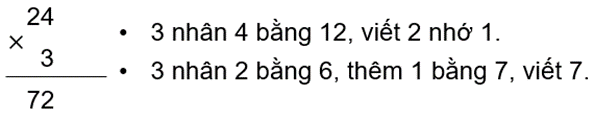 24
×
3
72
• 3 nhân 4 bằng 12, viết 2 nhớ 1.
• 3 nhân 2 bằng 6, thêm 1 bằng 7, viết 7.